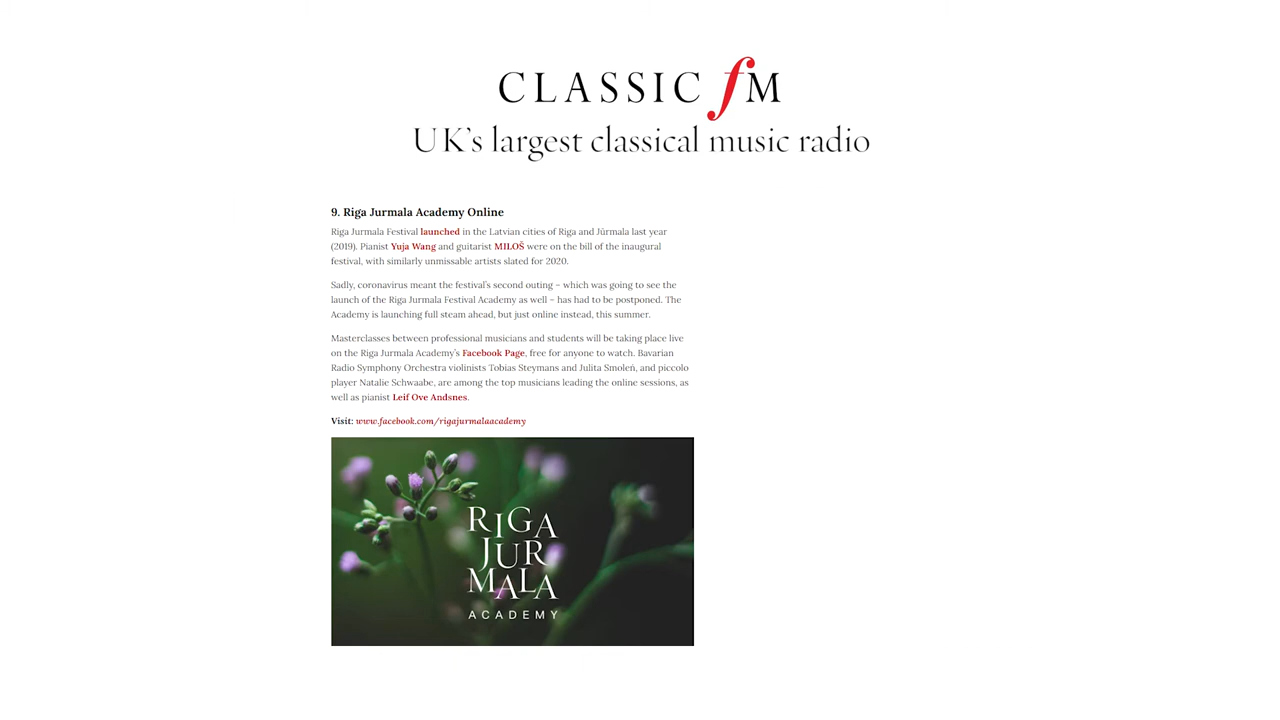 CLASSIC fM
UK's largest classical music radio
9. Riga Jurmala Academy Online
Riga Jurmala Festival launched in the Latvian cities of Riga and Jūrmala last year
(2019). Pianist Yuja Wang and guitarist MILOŠ were on the bill of the inaugural
festival, with similarly unmissable artists slated for 2020.
Sadly, coronavirus meant the festival's second outing – which was going to see the
launch of the Riga Jurmala Festival Academy as well – has had to be postponed. The
Academy is launching full steam ahead, but just online instead, this summer.
Masterclasses between professional musicians and students will be taking place live
on the Riga Jurmala Academy's Facebook Page, free for anyone to watch. Bavarian
Radio Symphony Orchestra violinists Tobias Steymans and Julita Smoleń, and piccolo
player Natalie Schwaabe, are among the top musicians leading the online sessions, as
well as pianist Leif Ove Andsnes.
Visit: www.facebook.com/rigajurmalaacademy
RIGA
JUR
MALA
ACADEMY